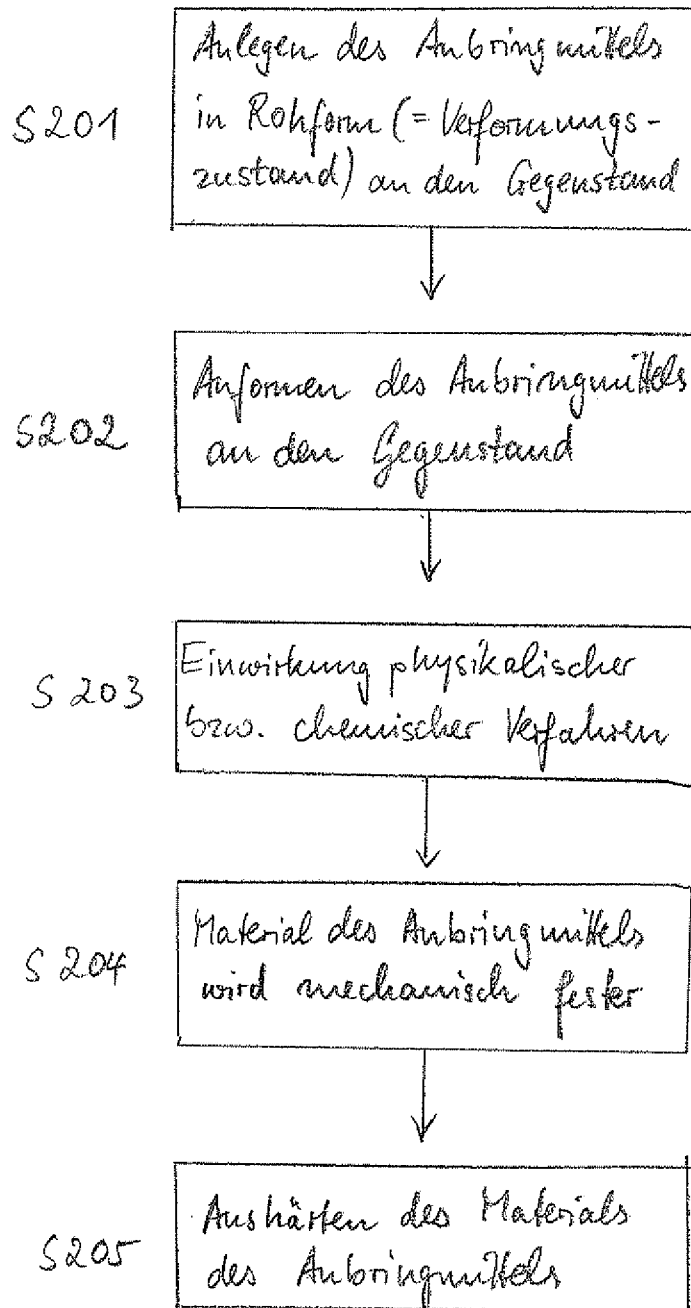 S201
Anlegen des Anbringmittels
in Rohform (= Verformungs-
zustand) an den Gegenstand
S202
Anformen des Anbringmittels
an den Gegenstand
S 203
Einwirkung physikalischer
bzw. chemischer Verfahren
S 204
Material des Anbringmittels
wird mechanisch fester
S205
Aushärten des Materials
des Anbringmittels